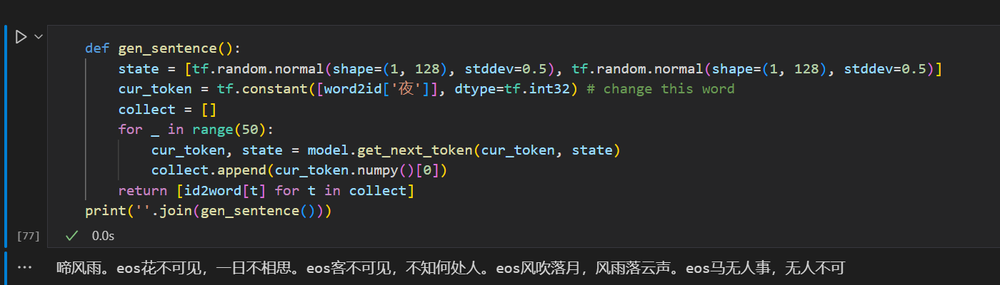 def gen_sentence():
    state = [tf.random.normal(shape=(1, 128), stddev=0.5), tf.random.normal(shape=(1, 128), stddev=0.5)]
    cur_token = tf.constant([word2id['夜']], dtype=tf.int32) # change this word
    collect = []
    for _ in range(50):
        cur_token, state = model.get_next_token(cur_token, state)
        collect.append(cur_token.numpy()[0])
    return [id2word[t] for t in collect]
print(''.join(gen_sentence()))
[77] 0.0s
啼风雨。eos花不可见，一日不相思。eos客不可见，不知何处人。eos风吹落月，风雨落云声。eos马无人事，无人不可